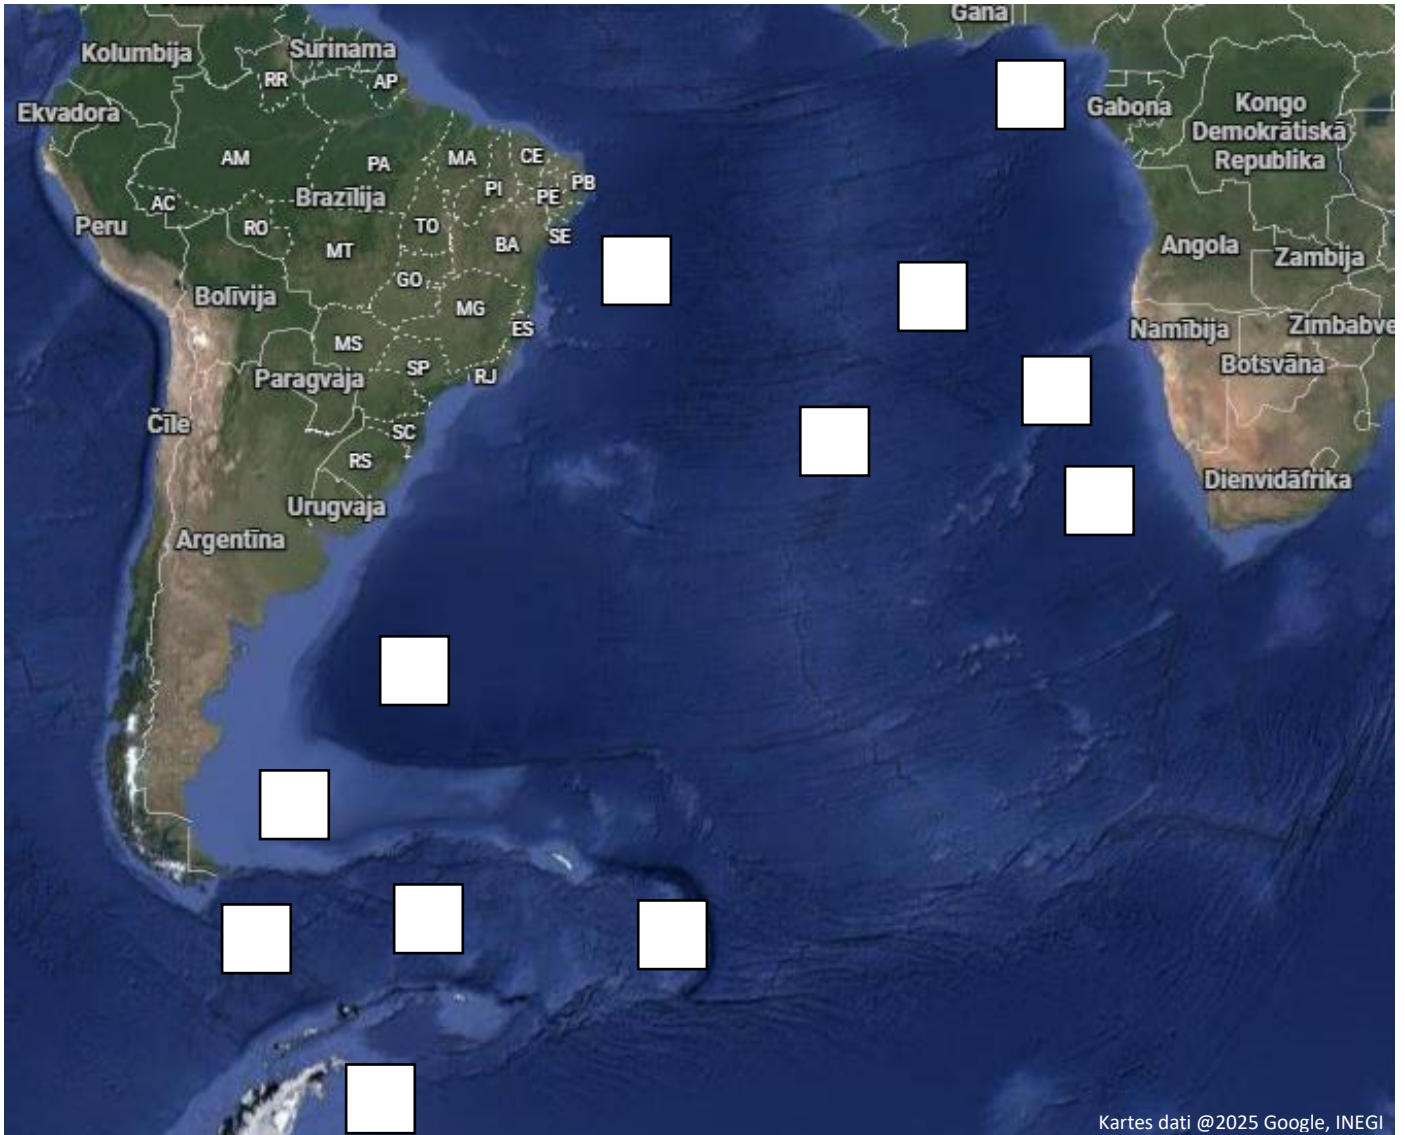 Gana
Kolumbija
Surinama
RR
AP
Ekvadora
Gabona
Kongo
Demokrātiskā
Republika
AM
PA
MA
CE
PI
PB
PE
Brazīlija
AC
Peru
RO
TO
SE
MT
BA
Angola
Zambija
GO
Bolīvija
MG
ES
Namībija
Zimbabve
MS
SP
RJ
Paragvaja
Botsvāna
Čīle
SC
RS
Dienvidāfrika
Urugvaja
Argentīna
Kartes dati @2025 Google, INEGI